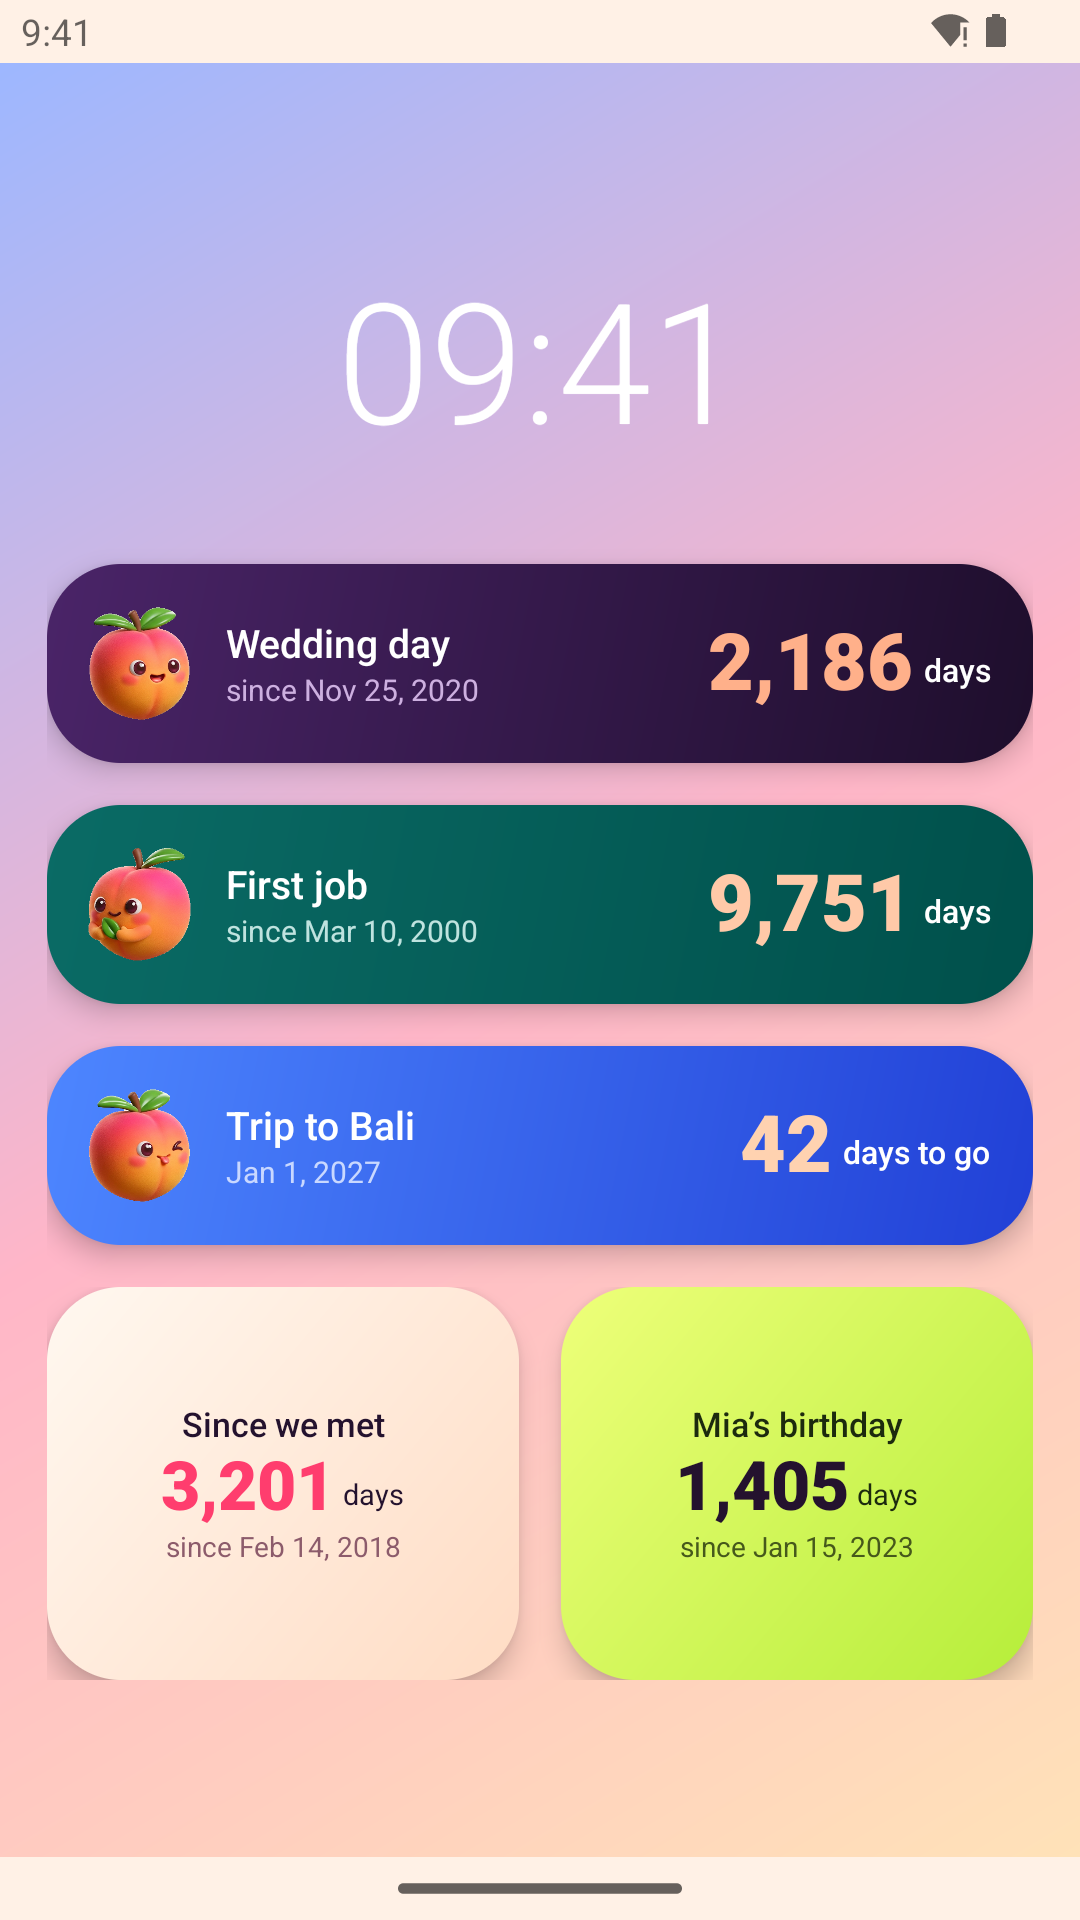 9:41
09:41
Wedding day
since Nov 25, 2020
2,186 days
First job
since Mar 10, 2000
9,751 days
Trip to Bali
Jan 1, 2027
42 days to go
Since we met
3,201 days
since Feb 14, 2018
Mia’s birthday
1,405 days
since Jan 15, 2023